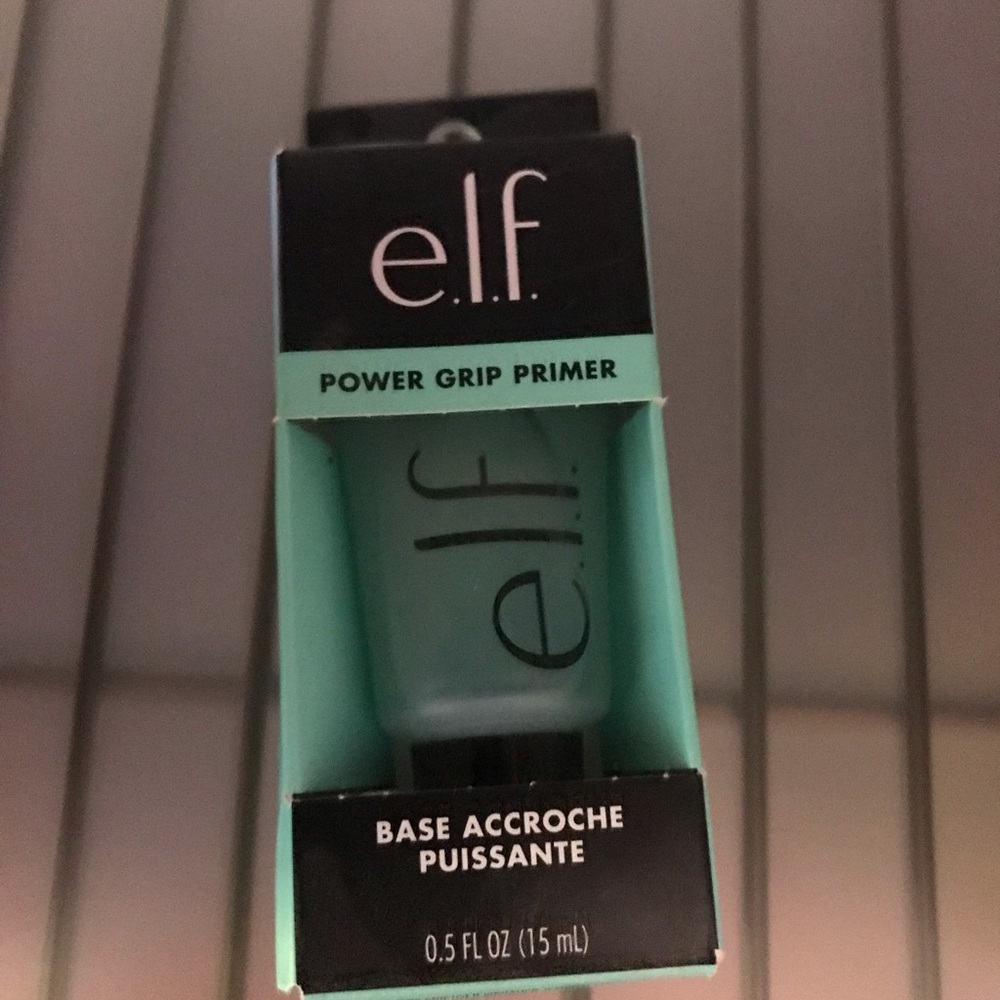 e.l.f.
POWER GRIP PRIMER
e.l.f.
BASE ACCROCHE
PUISSANTE
0.5 FL OZ (15 mL)